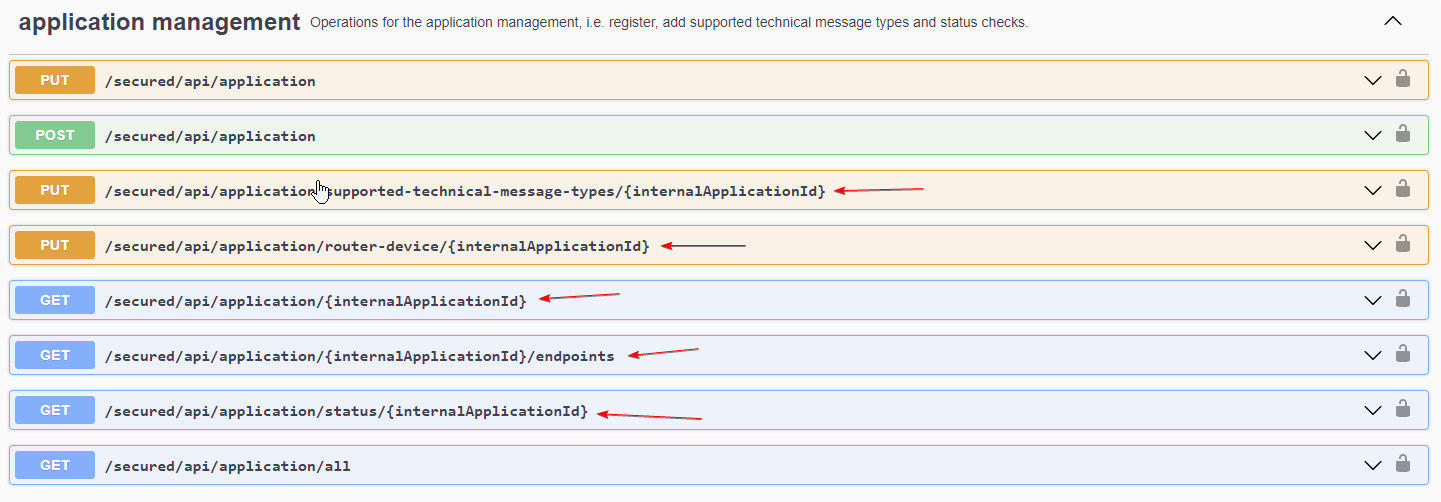 application management Operations for the application management, i.e. register, add supported technical message types and status checks.
PUT /secured/api/application
POST /secured/api/application
PUT /secured/api/application/supported-technical-message-types/{internalApplicationId}
PUT /secured/api/application/router-device/{internalApplicationId}
GET /secured/api/application/{internalApplicationId}
GET /secured/api/application/{internalApplicationId}/endpoints
GET /secured/api/application/status/{internalApplicationId}
GET /secured/api/application/all